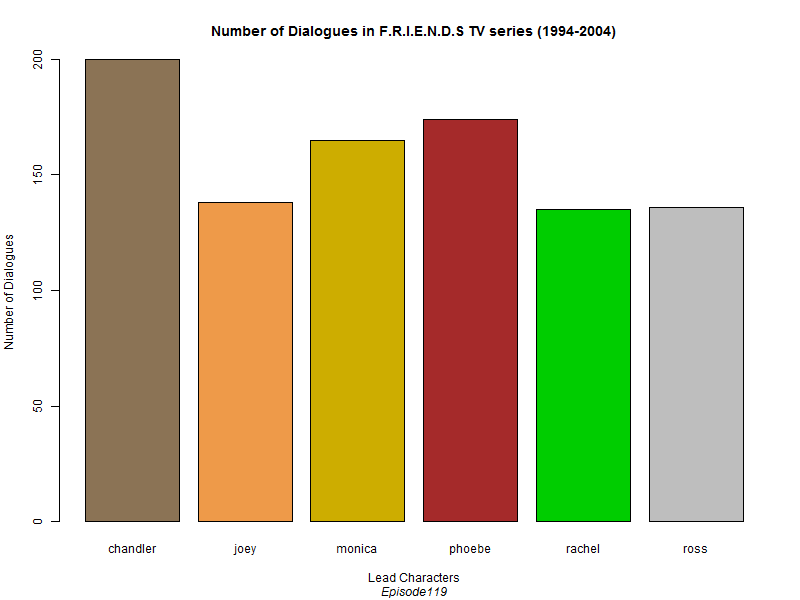 Number of Dialogues in F.R.I.E.N.D.S TV series (1994-2004)
Number of Dialogues
200
150
100
50
0
chandler joey monica phoebe rachel ross
Lead Characters
Episode119